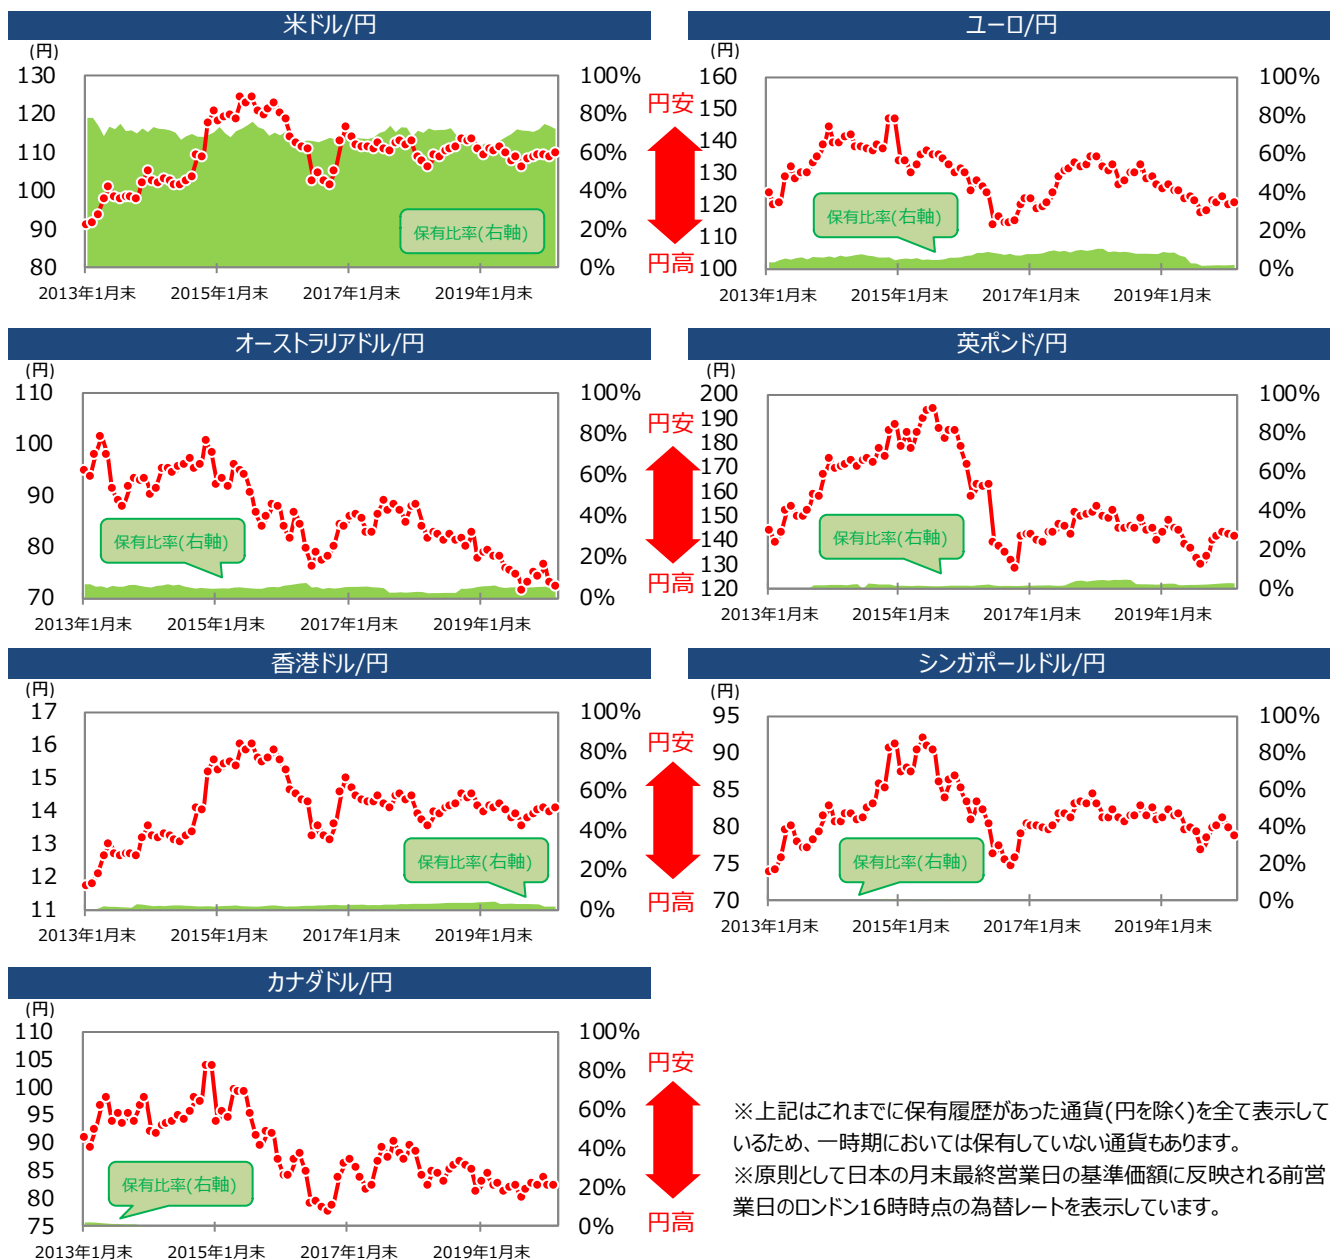 米ドル/円
(円)
130
120
110
100
90
80
100%
80%
60%
40%
20%
0%
保有比率(右軸)
2013年1月末
2015年1月末
2017年1月末
2019年1月末
円安
円高
ユーロ/円
(円)
160
150
140
130
120
110
100
100%
80%
60%
40%
20%
0%
保有比率(右軸)
2013年1月末
2015年1月末
2017年1月末
2019年1月末
オーストラリアドル/円
(円)
110
100
90
80
70
100%
80%
60%
40%
20%
0%
保有比率(右軸)
2013年1月末
2015年1月末
2017年1月末
2019年1月末
円安
円高
英ポンド/円
(円)
200
190
180
170
160
150
140
130
120
100%
80%
60%
40%
20%
0%
保有比率(右軸)
2013年1月末
2015年1月末
2017年1月末
2019年1月末
香港ドル/円
(円)
17
16
15
14
13
12
11
100%
80%
60%
40%
20%
0%
保有比率(右軸)
2013年1月末
2015年1月末
2017年1月末
2019年1月末
円安
円高
シンガポールドル/円
(円)
95
90
85
80
75
70
100%
80%
60%
40%
20%
0%
保有比率(右軸)
2013年1月末
2015年1月末
2017年1月末
2019年1月末
カナダドル/円
(円)
110
105
100
95
90
85
80
75
100%
80%
60%
40%
20%
0%
保有比率(右軸)
2013年1月末
2015年1月末
2017年1月末
2019年1月末
円安
円高
※上記はこれまでに保有履歴があった通貨(円を除く)を全て表示して
いるため、一時期においては保有していない通貨もあります。
※原則として日本の月末最終営業日の基準価額に反映される前営
業日のロンドン16時時点の為替レートを表示しています。